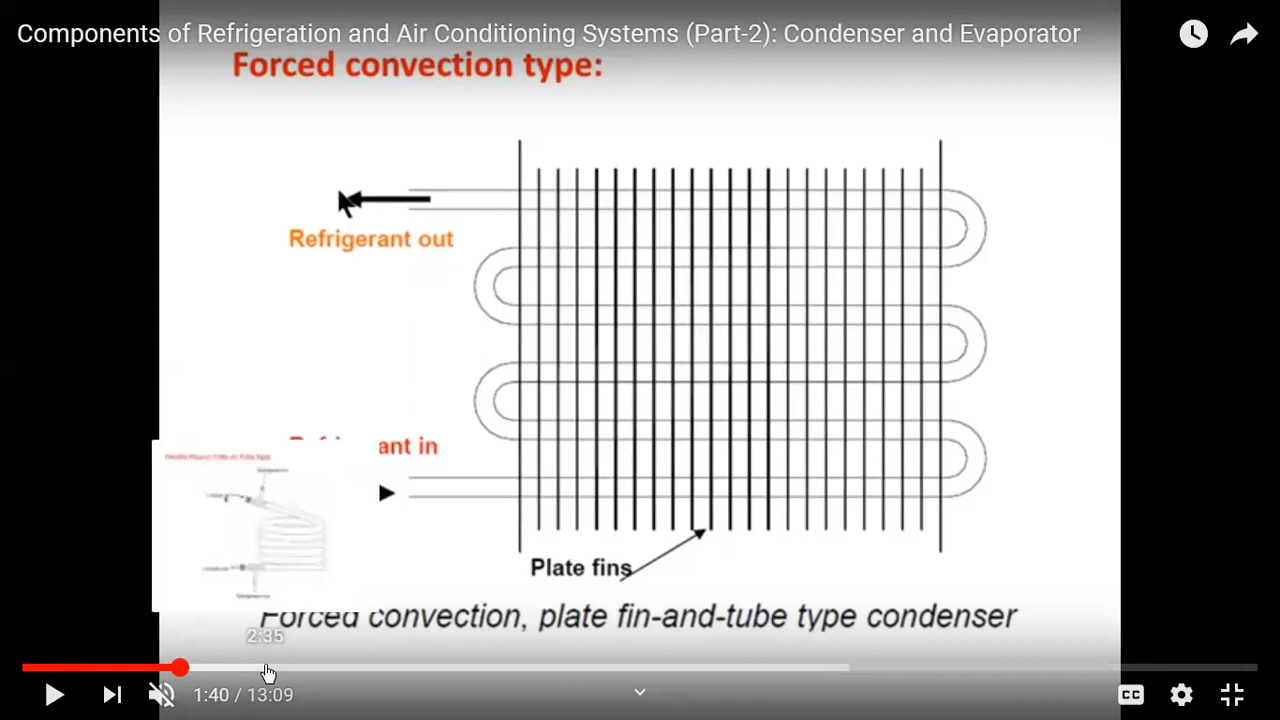 Components of Refrigeration and Air Conditioning Systems (Part-2): Condenser and Evaporator
Forced convection type:
Refrigerant out
ant in
Plate fins
Forced convection, plate fin-and-tube type condenser
2:35
1:40 / 13:09
CC